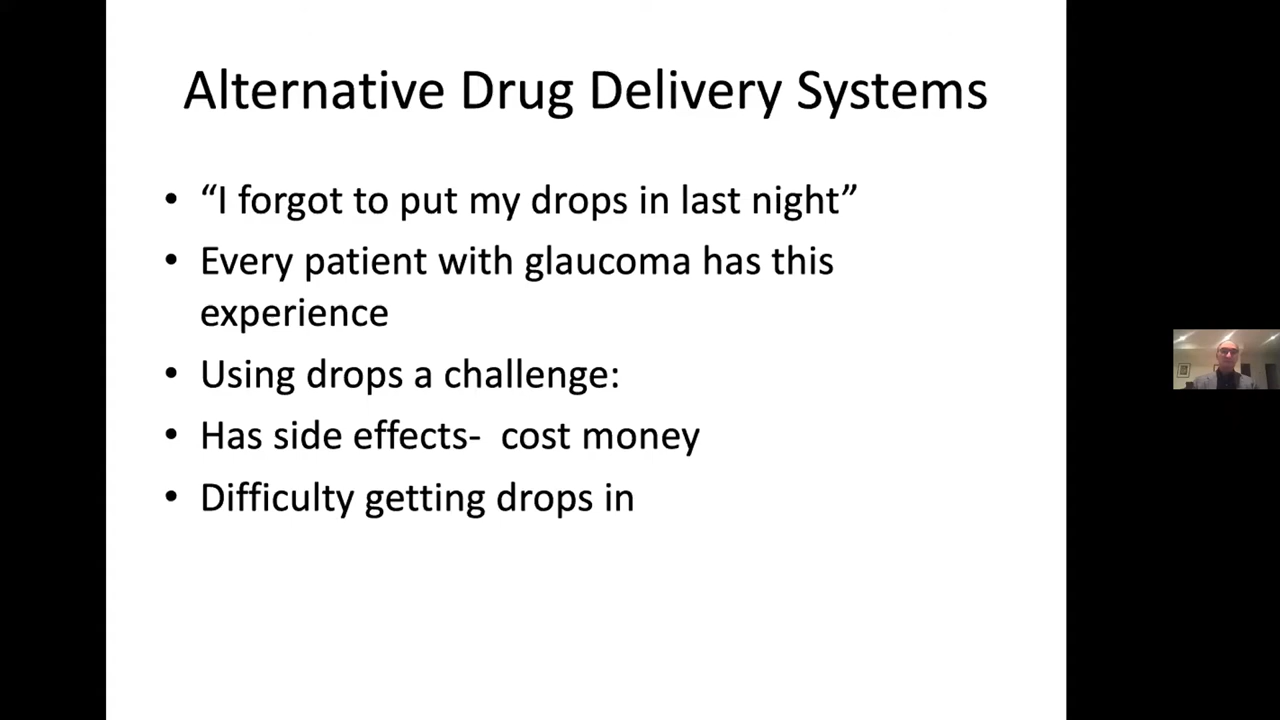 Alternative Drug Delivery Systems
• “I forgot to put my drops in last night”
• Every patient with glaucoma has this
experience
• Using drops a challenge:
• Has side effects-  cost money
• Difficulty getting drops in